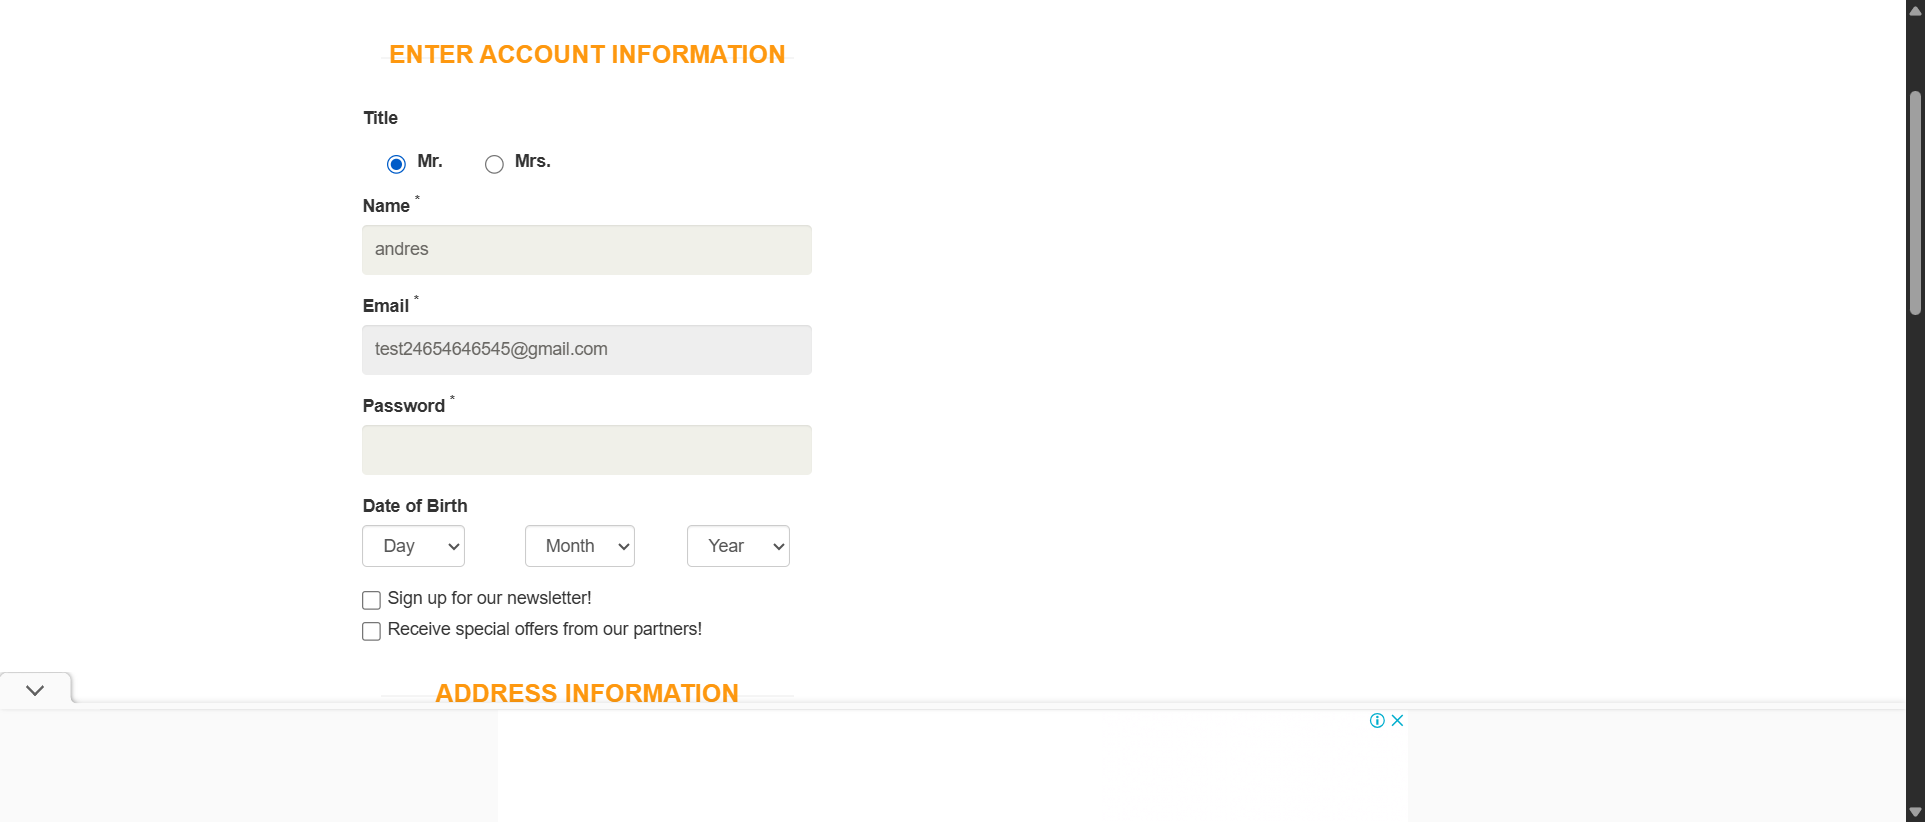 ENTER ACCOUNT INFORMATION
Title
Mr. Mrs.
Name *
andres
Email *
test24654646545@gmail.com
Password *
Date of Birth
Day Month Year
Sign up for our newsletter!
Receive special offers from our partners!
ADDRESS INFORMATION